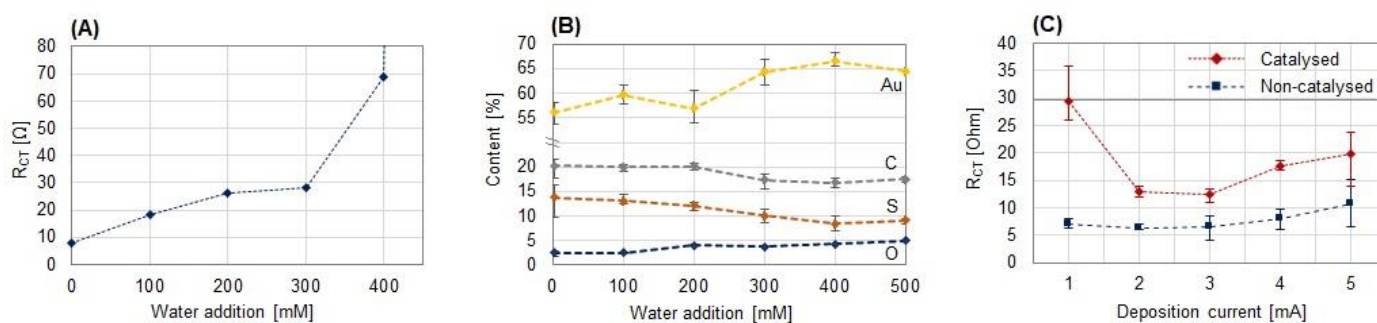 (A)
R_CT [Ω]
80
70
60
50
40
30
20
10
0
0 100 200 300 400
Water addition [mM]
(B)
Content [%]
70
65
60
55
20
15
10
5
0
Au
C
S
O
0 100 200 300 400 500
Water addition [mM]
(C)
R_CT [Ohm]
40
35
30
25
20
15
10
5
0
Catalysed
Non-catalysed
1 2 3 4 5
Deposition current [mA]